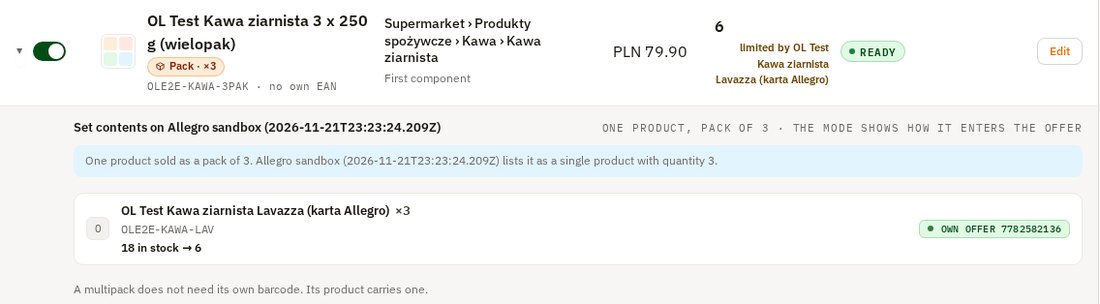 OL Test Kawa ziarnista 3 x 250
g (wielopak)
Pack · ×3
OLE2E-KAWA-3PAK · no own EAN
Supermarket › Produkty
spożywcze › Kawa › Kawa
ziarnista
First component
PLN 79.90
6
limited by OL Test
Kawa ziarnista
Lavazza (karta Allegro)
READY
Edit
Set contents on Allegro sandbox (2026-11-21T23:23:24.209Z)
ONE PRODUCT, PACK OF 3 · THE MODE SHOWS HOW IT ENTERS THE OFFER
One product sold as a pack of 3. Allegro sandbox (2026-11-21T23:23:24.209Z) lists it as a single product with quantity 3.
O
OL Test Kawa ziarnista Lavazza (karta Allegro) ×3
OLE2E-KAWA-LAV
18 in stock → 6
OWN OFFER 7782582136
A multipack does not need its own barcode. Its product carries one.